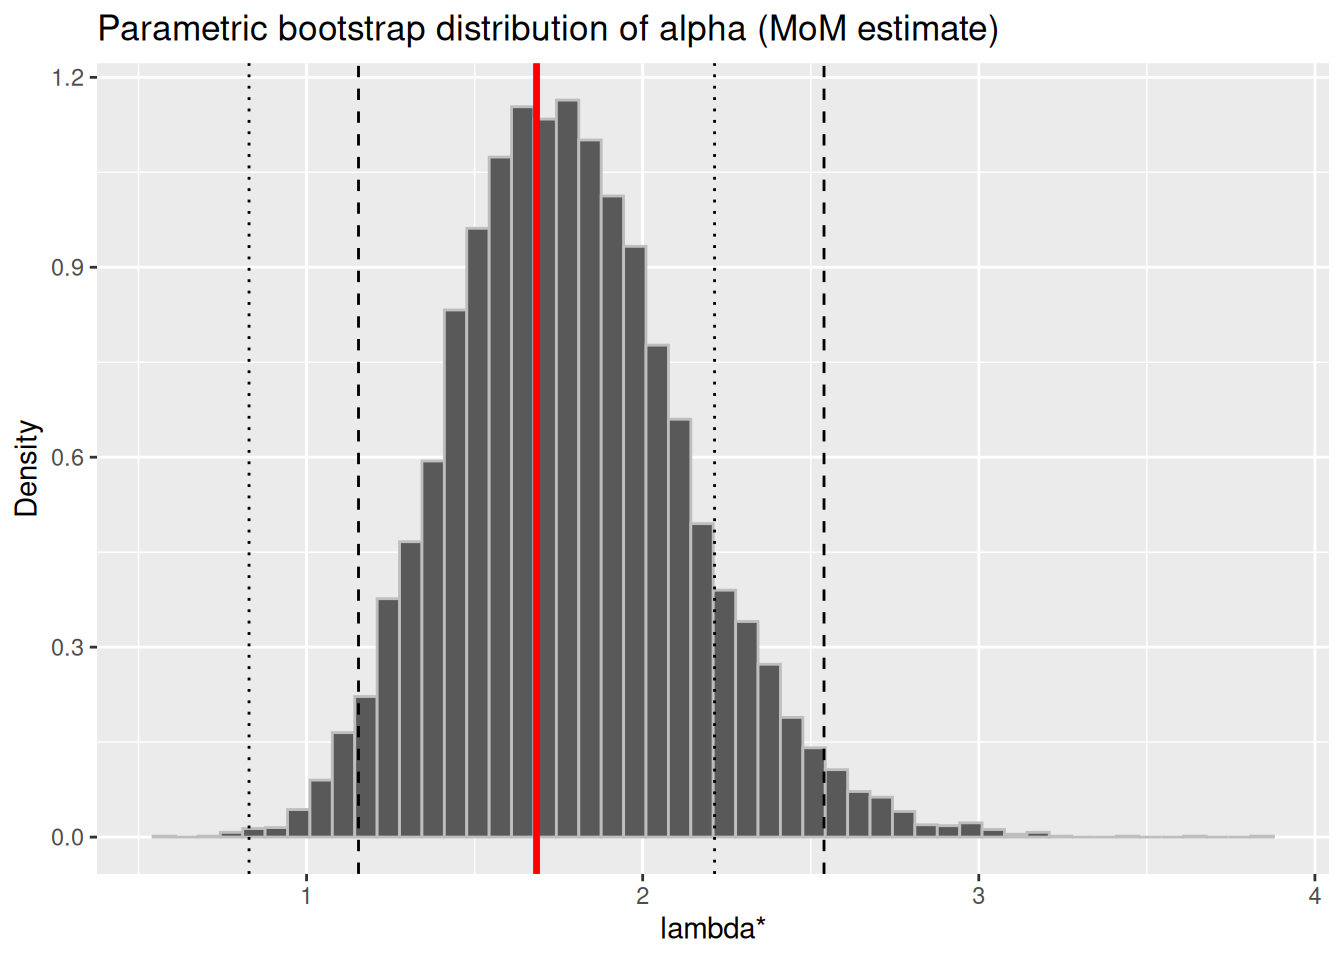 Parametric bootstrap distribution of alpha (MoM estimate)
1.2
0.9
0.6
0.3
0.0
Density
1 2 3 4
lambda*